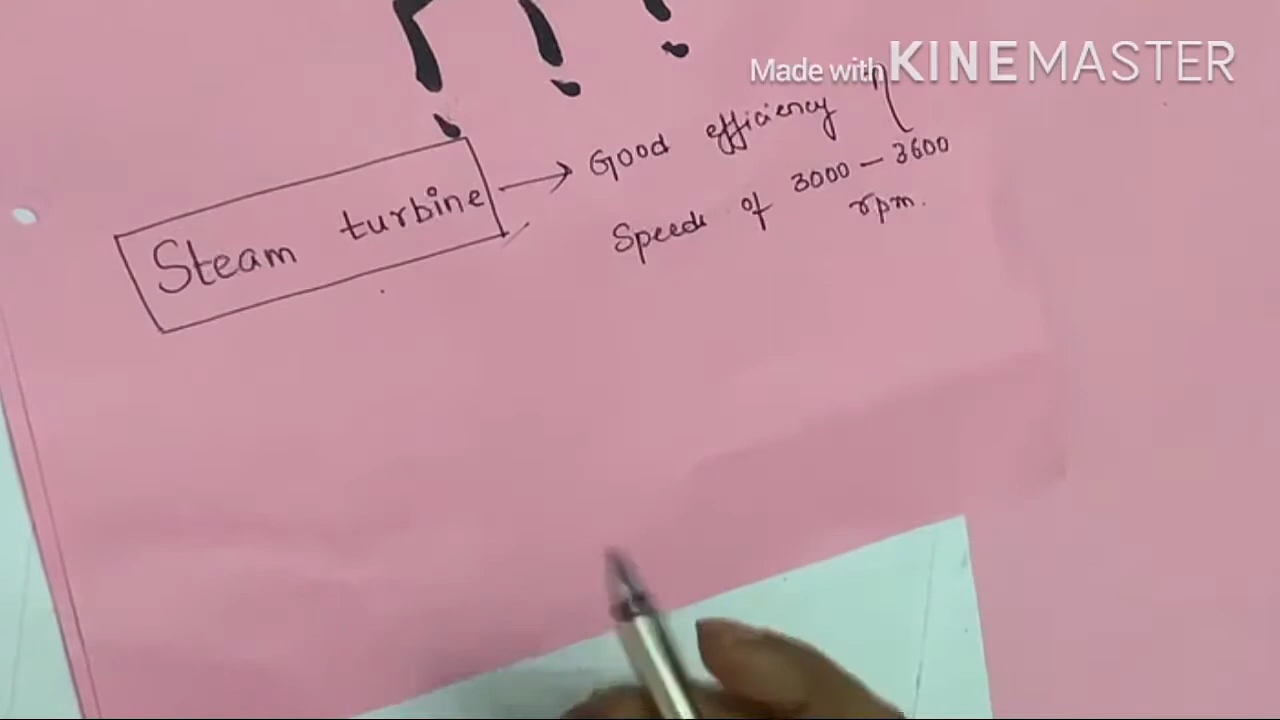 Made with KINEMASTER
Good efficiency η
Steam turbine
Speed of 3000 – 3600
rpm.